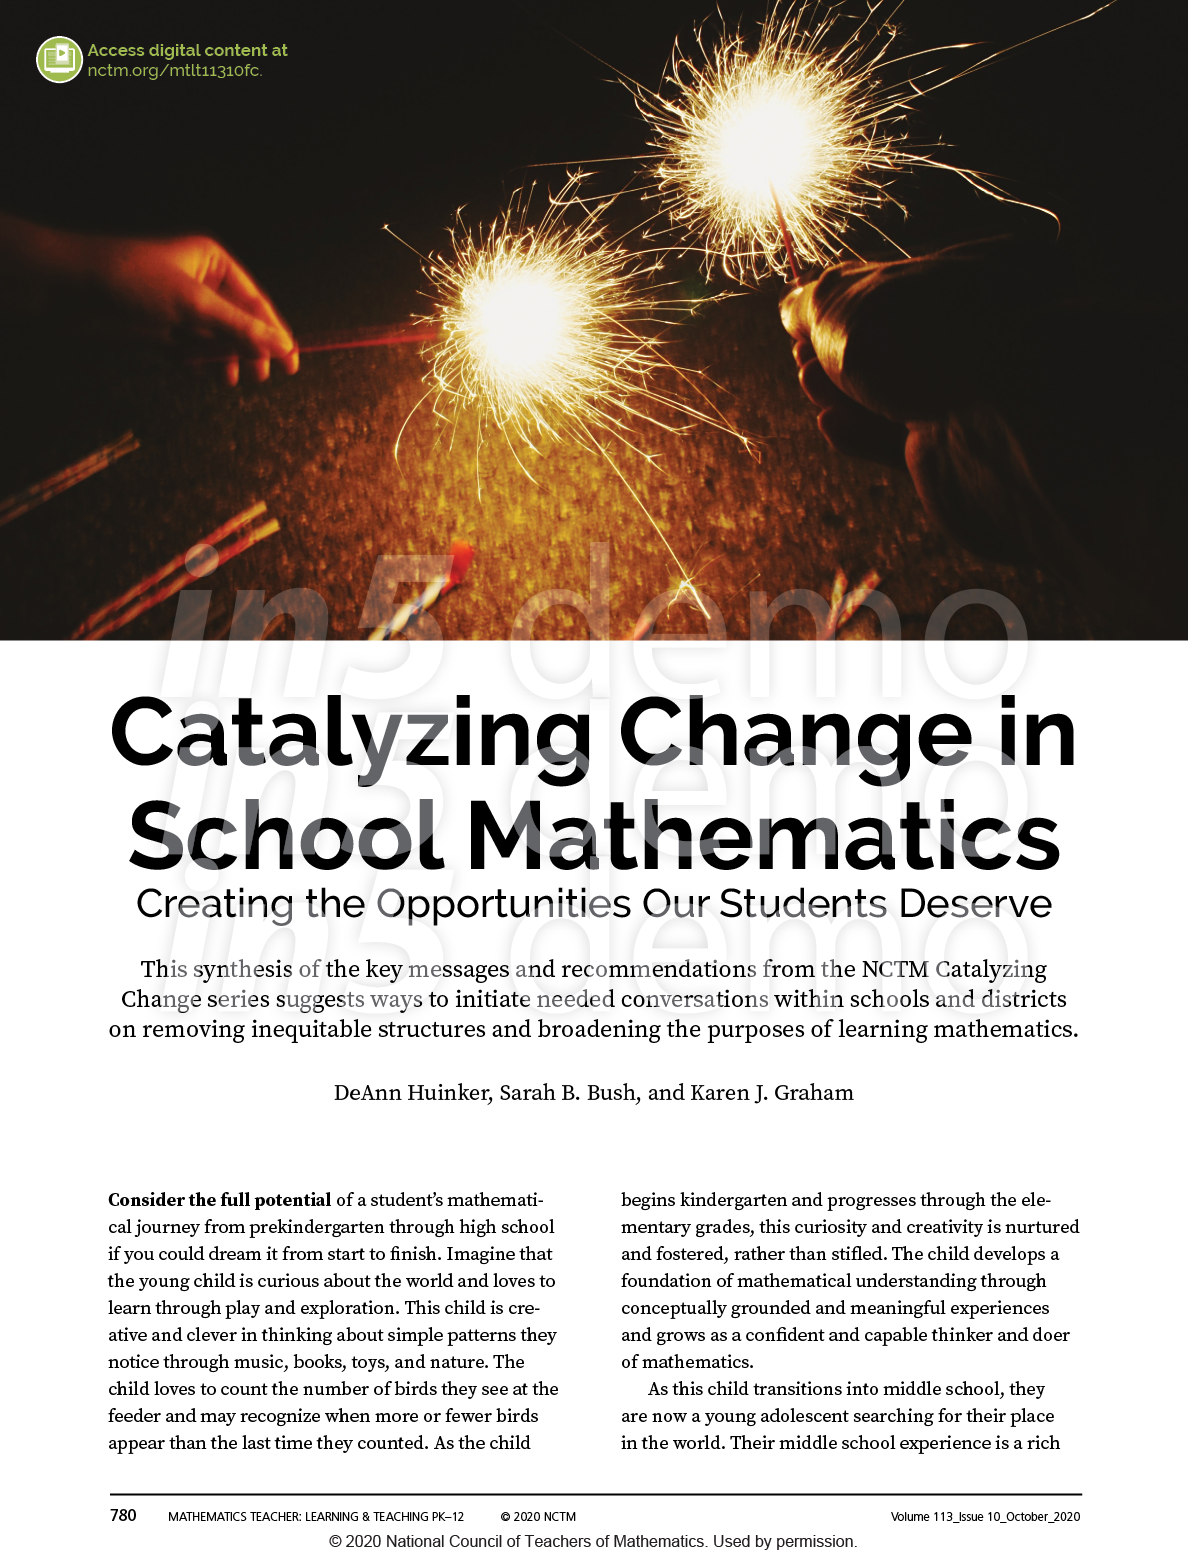 Access digital content at
nctm.org/mtlt11310fc.
in5 demo
in5 demo
in5 demo
Catalyzing Change in
School Mathematics
Creating the Opportunities Our Students Deserve
This synthesis of the key messages and recommendations from the NCTM Catalyzing
Change series suggests ways to initiate needed conversations within schools and districts
on removing inequitable structures and broadening the purposes of learning mathematics.
DeAnn Huinker, Sarah B. Bush, and Karen J. Graham
Consider the full potential of a student’s mathemati-
cal journey from prekindergarten through high school
if you could dream it from start to finish. Imagine that
the young child is curious about the world and loves to
learn through play and exploration. This child is cre-
ative and clever in thinking about simple patterns they
notice through music, books, toys, and nature. The
child loves to count the number of birds they see at the
feeder and may recognize when more or fewer birds
appear than the last time they counted. As the child
begins kindergarten and progresses through the ele-
mentary grades, this curiosity and creativity is nurtured
and fostered, rather than stifled. The child develops a
foundation of mathematical understanding through
conceptually grounded and meaningful experiences
and grows as a confident and capable thinker and doer
of mathematics.
As this child transitions into middle school, they
are now a young adolescent searching for their place
in the world. Their middle school experience is a rich
780 MATHEMATICS TEACHER: LEARNING & TEACHING PK–12 © 2020 NCTM Volume 113_Issue 10_October_2020
© 2020 National Council of Teachers of Mathematics. Used by permission.